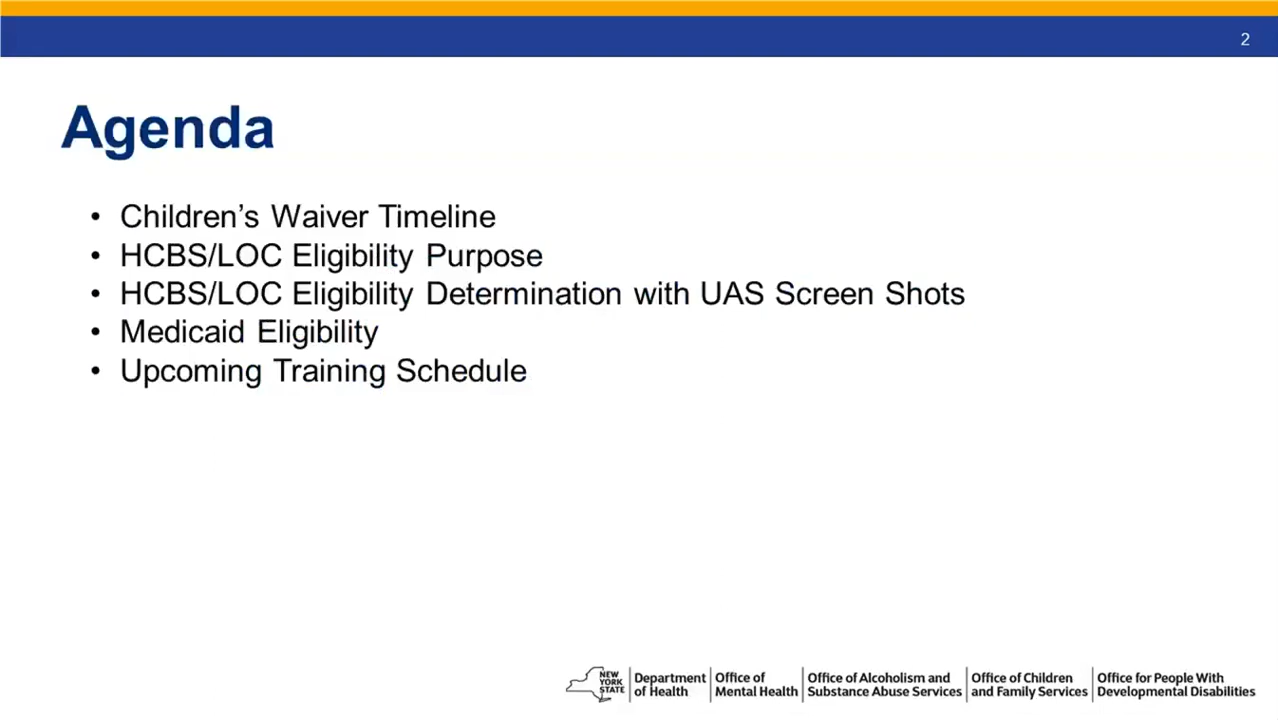 2
Agenda
• Children’s Waiver Timeline
• HCBS/LOC Eligibility Purpose
• HCBS/LOC Eligibility Determination with UAS Screen Shots
• Medicaid Eligibility
• Upcoming Training Schedule
NEW
YORK
STATE
Department
of Health
Office of
Mental Health
Office of Alcoholism and
Substance Abuse Services
Office of Children
and Family Services
Office for People With
Developmental Disabilities